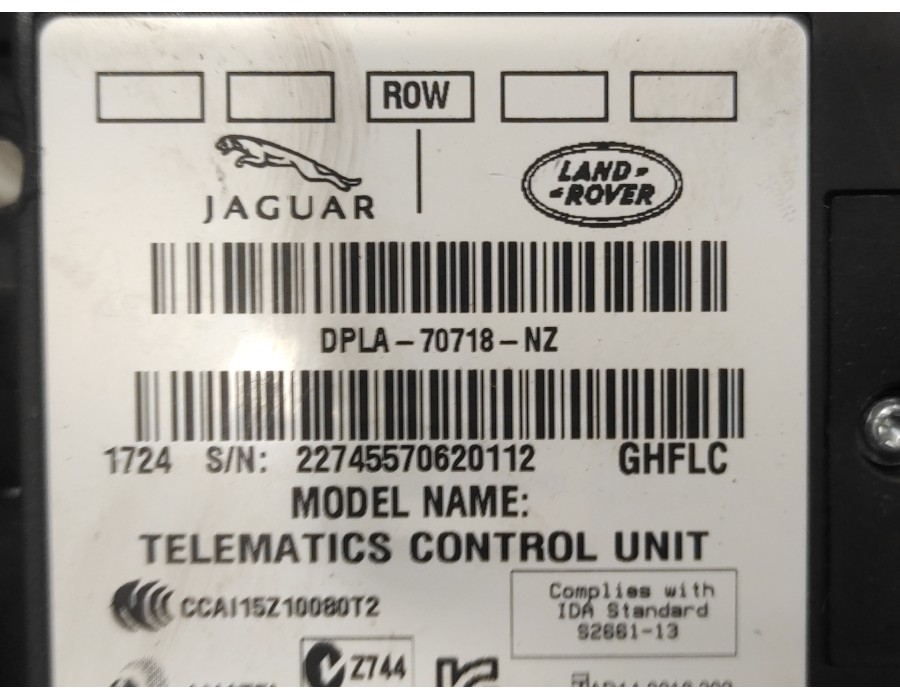 ROW
JAGUAR
LAND-
-ROVER
DPLA-70718-NZ
1724 S/N: 22745570620112 GHFLC
MODEL NAME:
TELEMATICS CONTROL UNIT
CCAI15Z10080T2
Complies with
IDA Standard
S2661-13
Z744